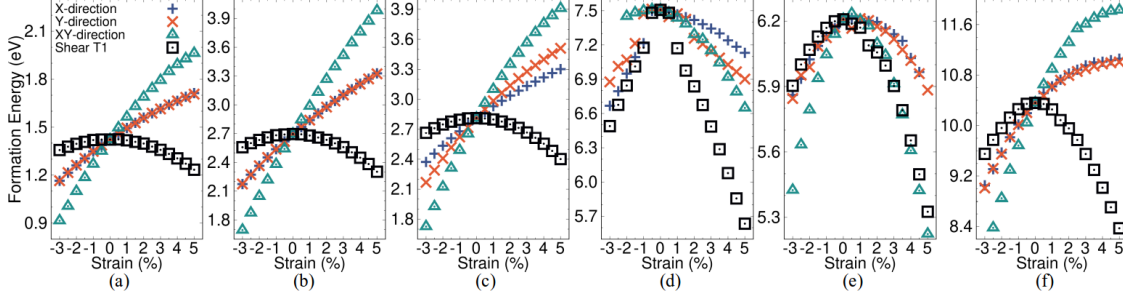 X-direction
Y-direction
XY-direction
Shear T1
Formation Energy (eV)
2.1
1.8
1.5
1.2
0.9
-3-2-1 0 1 2 3 4 5
Strain (%)
(a)
3.9
3.6
3.3
3.0
2.7
2.4
2.1
1.8
-3-2-1 0 1 2 3 4 5
Strain (%)
(b)
3.9
3.6
3.3
3.0
2.7
2.4
2.1
1.8
-3-2-1 0 1 2 3 4 5
Strain (%)
(c)
7.5
7.2
6.9
6.6
6.3
6.0
5.7
-3-2-1 0 1 2 3 4 5
Strain (%)
(d)
6.2
5.9
5.6
5.3
-3-2-1 0 1 2 3 4 5
Strain (%)
(e)
11.6
10.8
10.0
9.2
8.4
-3-2-1 0 1 2 3 4 5
Strain (%)
(f)